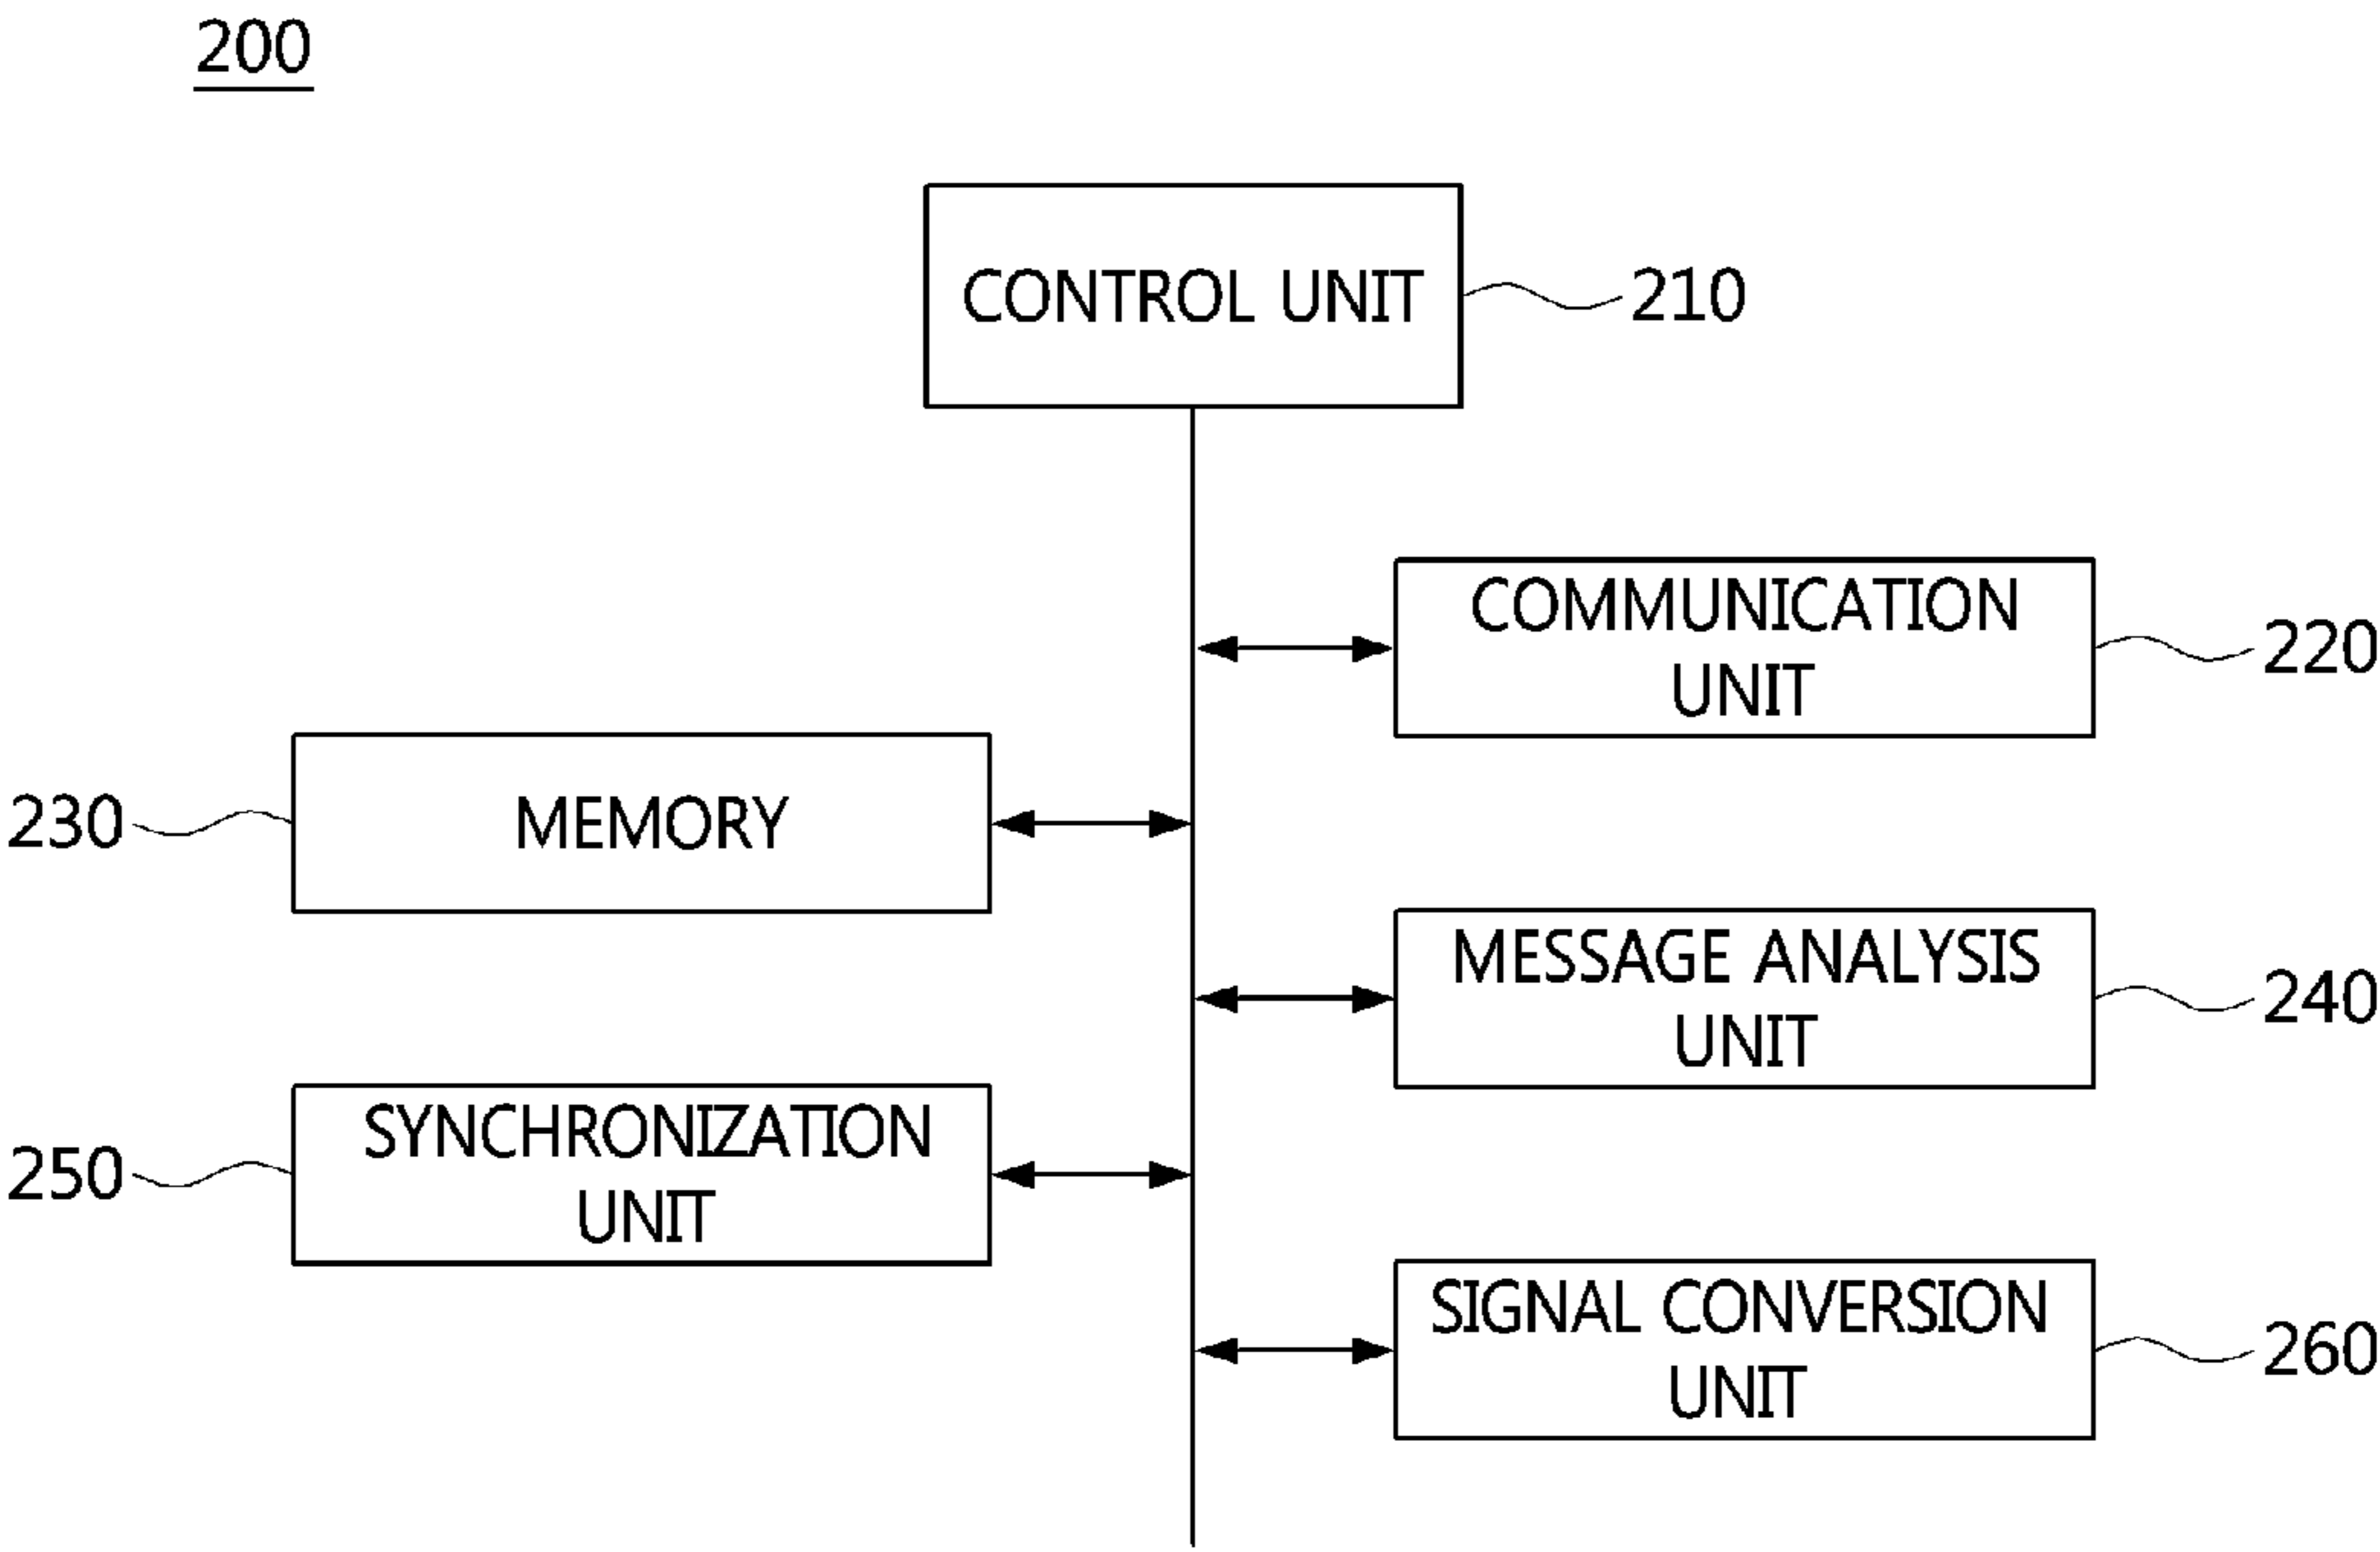 200
CONTROL UNIT
210
COMMUNICATION
UNIT
220
230
MEMORY
MESSAGE ANALYSIS
UNIT
240
250
SYNCHRONIZATION
UNIT
SIGNAL CONVERSION
UNIT
260